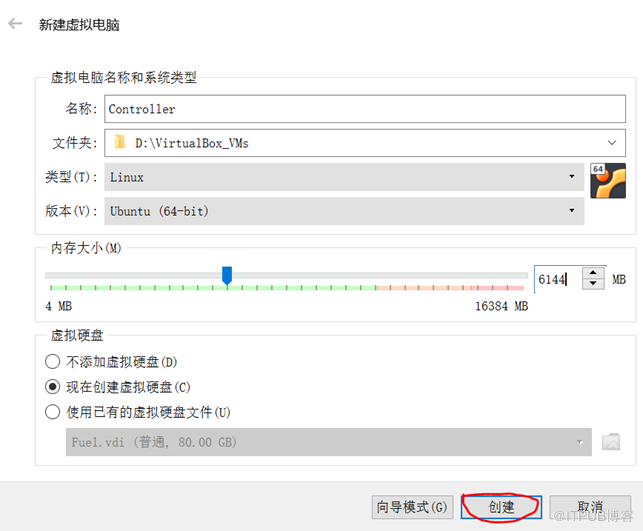 新建虚拟电脑
虚拟电脑名称和系统类型
名称: Controller
文件夹: D:\VirtualBox_VMs
类型(T): Linux
64
版本(V): Ubuntu (64-bit)
内存大小(M)
6144 MB
4 MB 16384 MB
虚拟硬盘
不添加虚拟硬盘(D)
现在创建虚拟硬盘(C)
使用已有的虚拟硬盘文件(U)
Fuel.vdi (普通, 80.00 GB)
向导模式(G) 创建 取消
@ITPUB博客